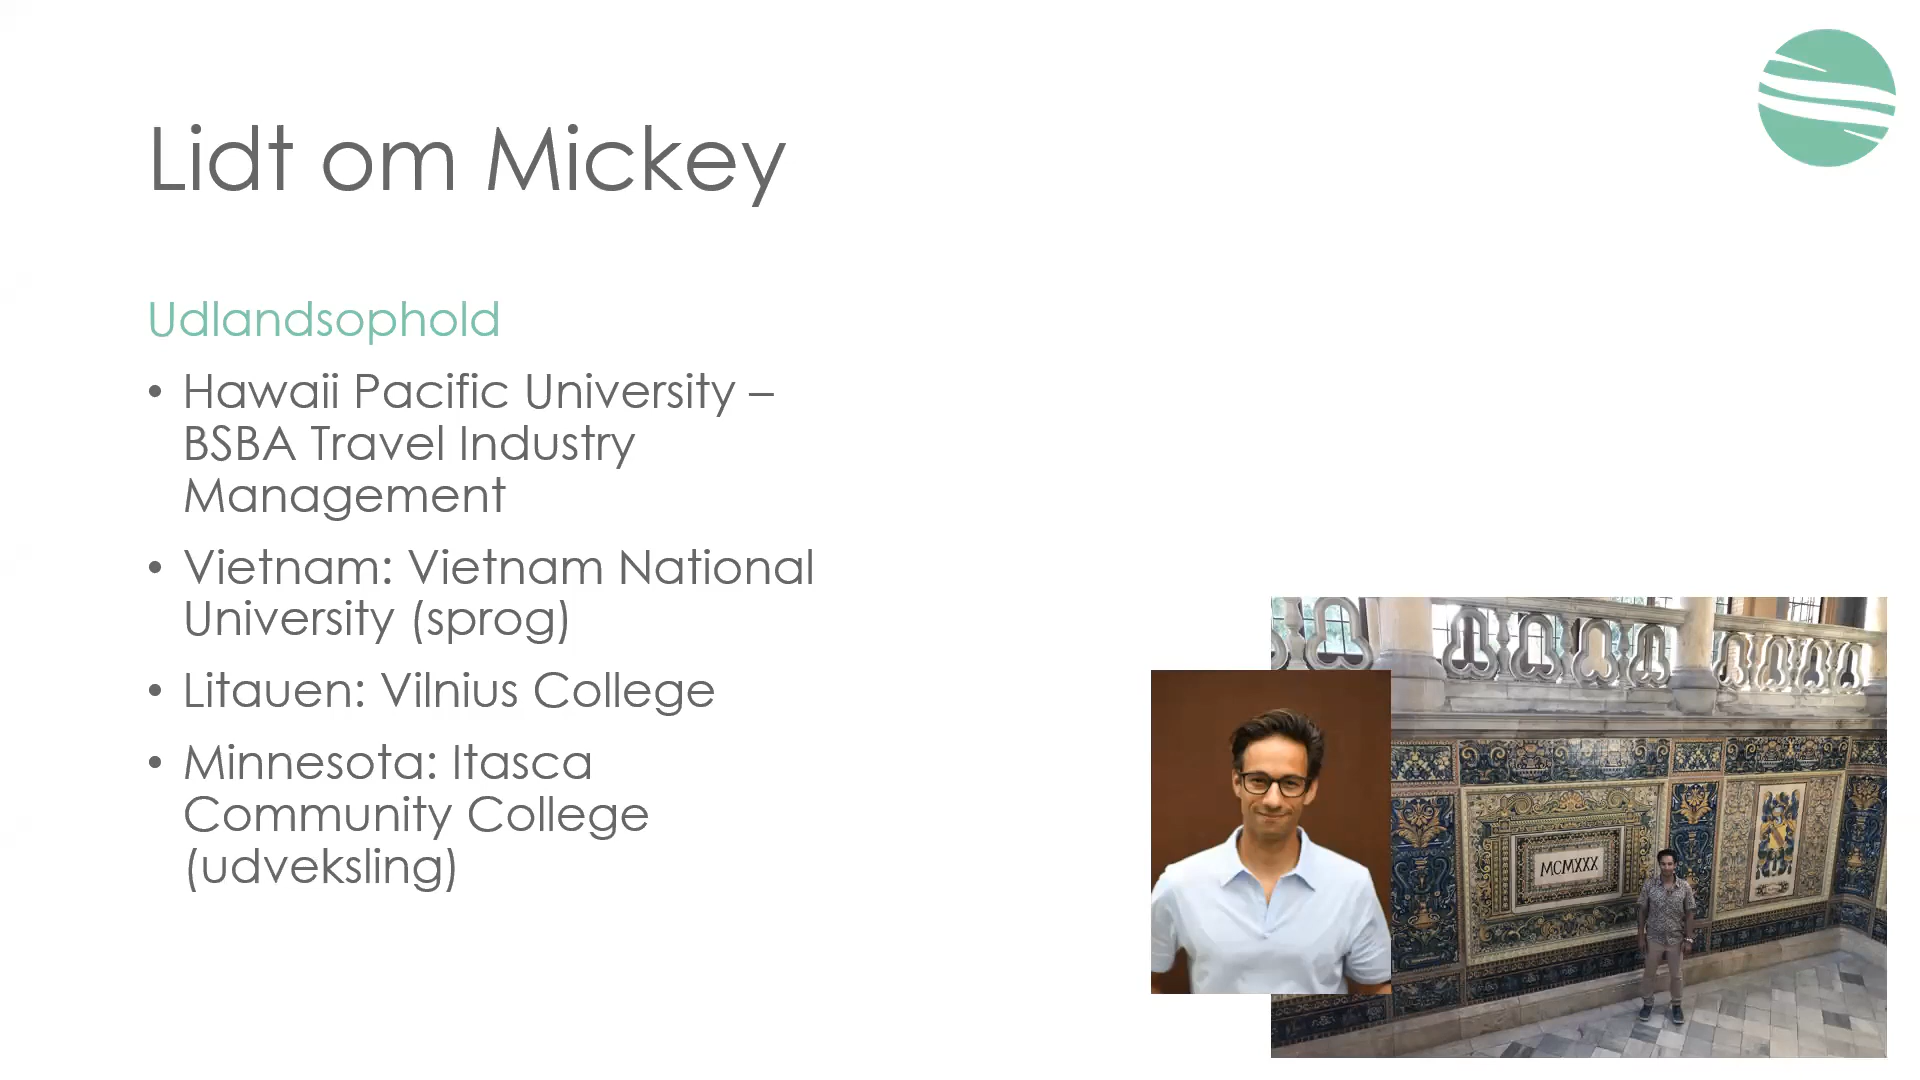 Lidt om Mickey
Udlandsophold
• Hawaii Pacific University –
BSBA Travel Industry
Management
• Vietnam: Vietnam National
University (sprog)
• Litauen: Vilnius College
• Minnesota: Itasca
Community College
(udveksling)
MCMXXX